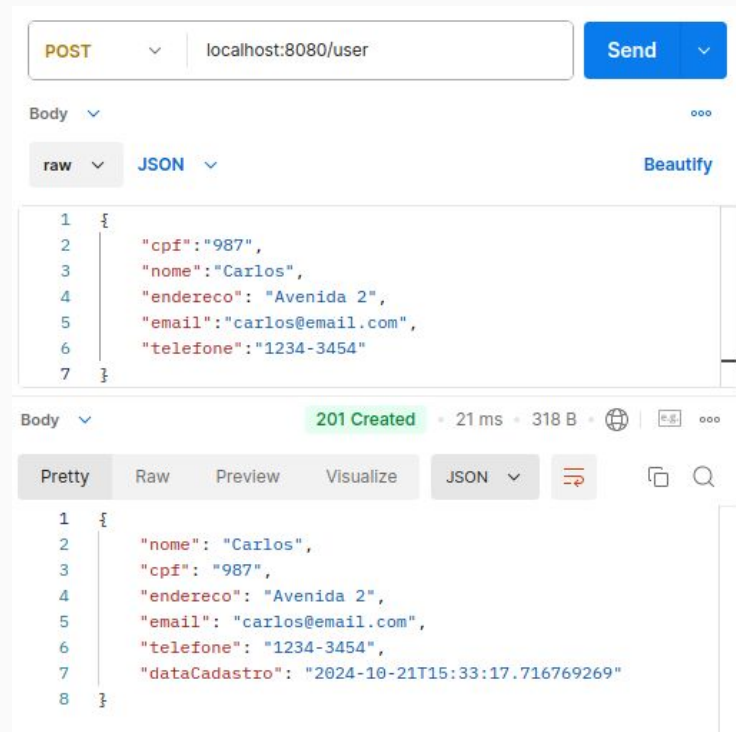 POST localhost:8080/user Send
Body
raw JSON Beautify
1 {
2 "cpf":"987",
3 "nome":"Carlos",
4 "endereco": "Avenida 2",
5 "email":"carlos@email.com",
6 "telefone":"1234-3454"
7 }
Body 201 Created 21 ms 318 B e.g.
Pretty Raw Preview Visualize JSON
1 {
2 "nome": "Carlos",
3 "cpf": "987",
4 "endereco": "Avenida 2",
5 "email": "carlos@email.com",
6 "telefone": "1234-3454",
7 "dataCadastro": "2024-10-21T15:33:17.716769269"
8 }